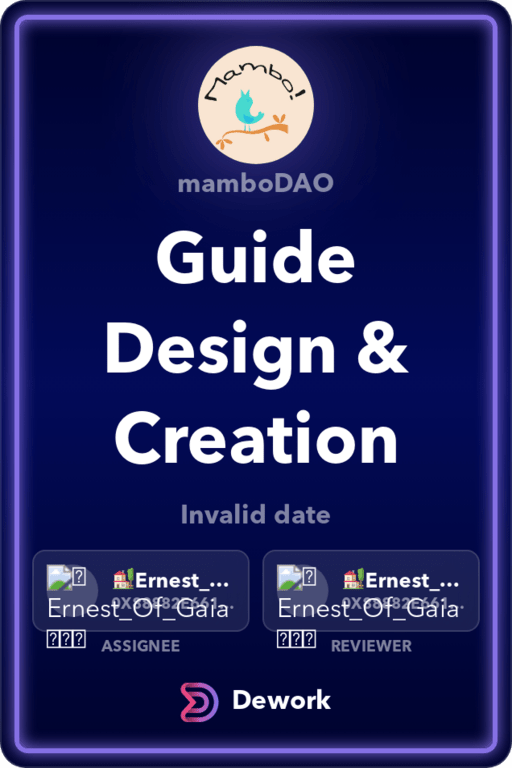 Mambo!
mamboDAO
Guide
Design &
Creation
Invalid date
🏡Ernest_...
Ernest_Of_Gaia
ASSIGNEE
🏡Ernest_...
Ernest_Of_Gaia
REVIEWER
Dework